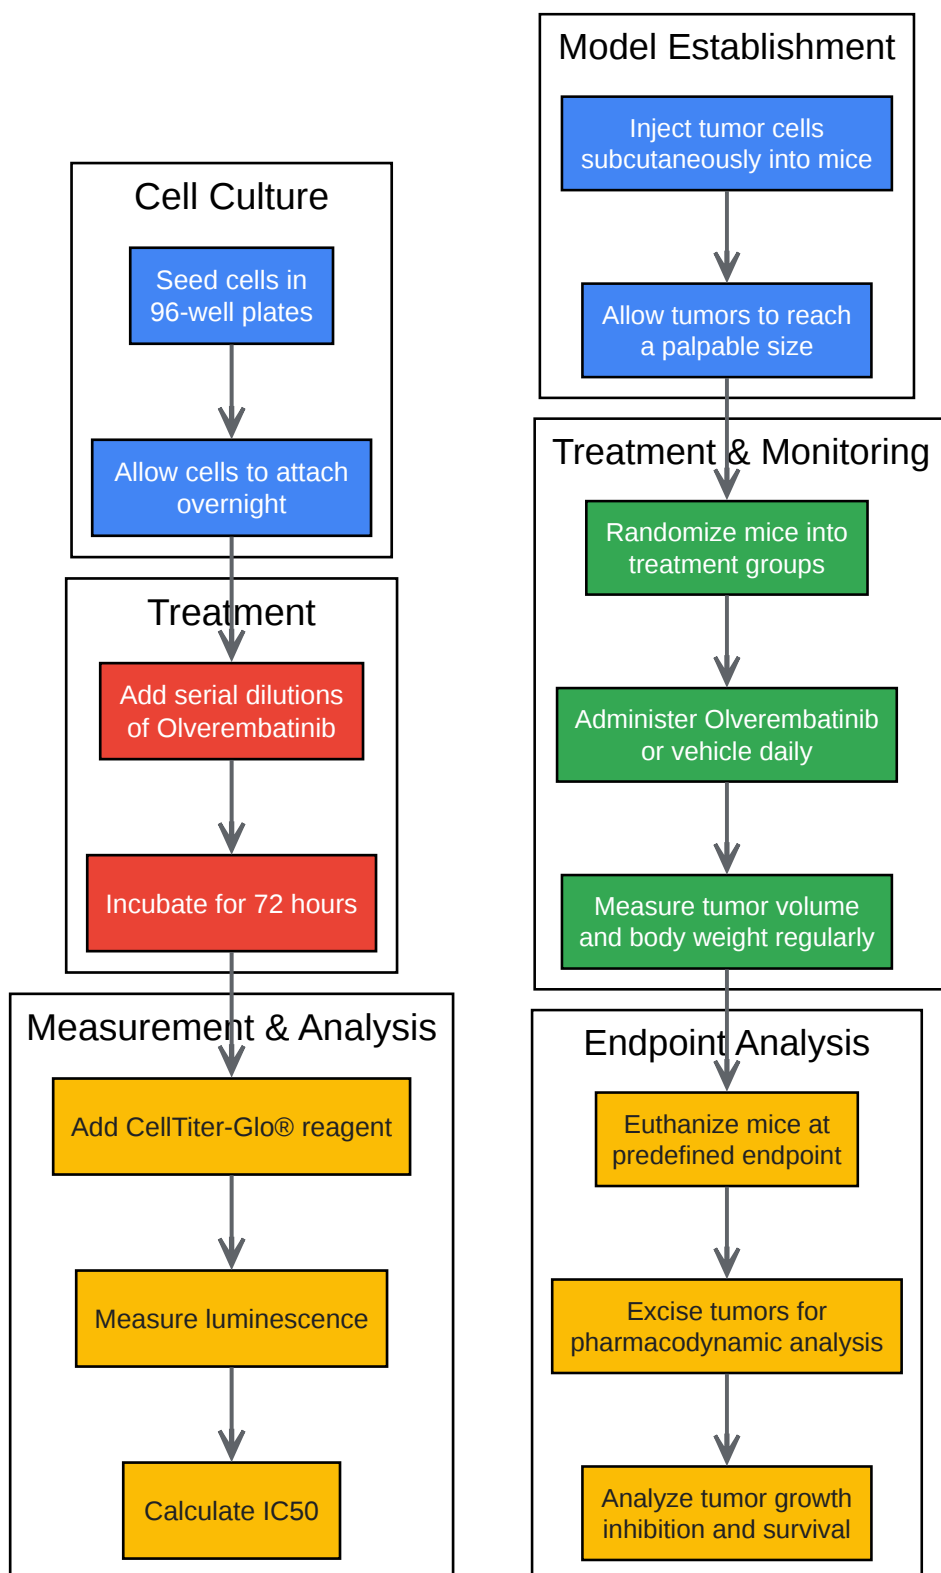 Cell Culture
Seed cells in
96-well plates
Allow cells to attach
overnight
Treatment
Add serial dilutions
of Olverembatinib
Incubate for 72 hours
Measurement & Analysis
Add CellTiter-Glo® reagent
Measure luminescence
Calculate IC50
Model Establishment
Inject tumor cells
subcutaneously into mice
Allow tumors to reach
a palpable size
Treatment & Monitoring
Randomize mice into
treatment groups
Administer Olverembatinib
or vehicle daily
Measure tumor volume
and body weight regularly
Endpoint Analysis
Euthanize mice at
predefined endpoint
Excise tumors for
pharmacodynamic analysis
Analyze tumor growth
inhibition and survival